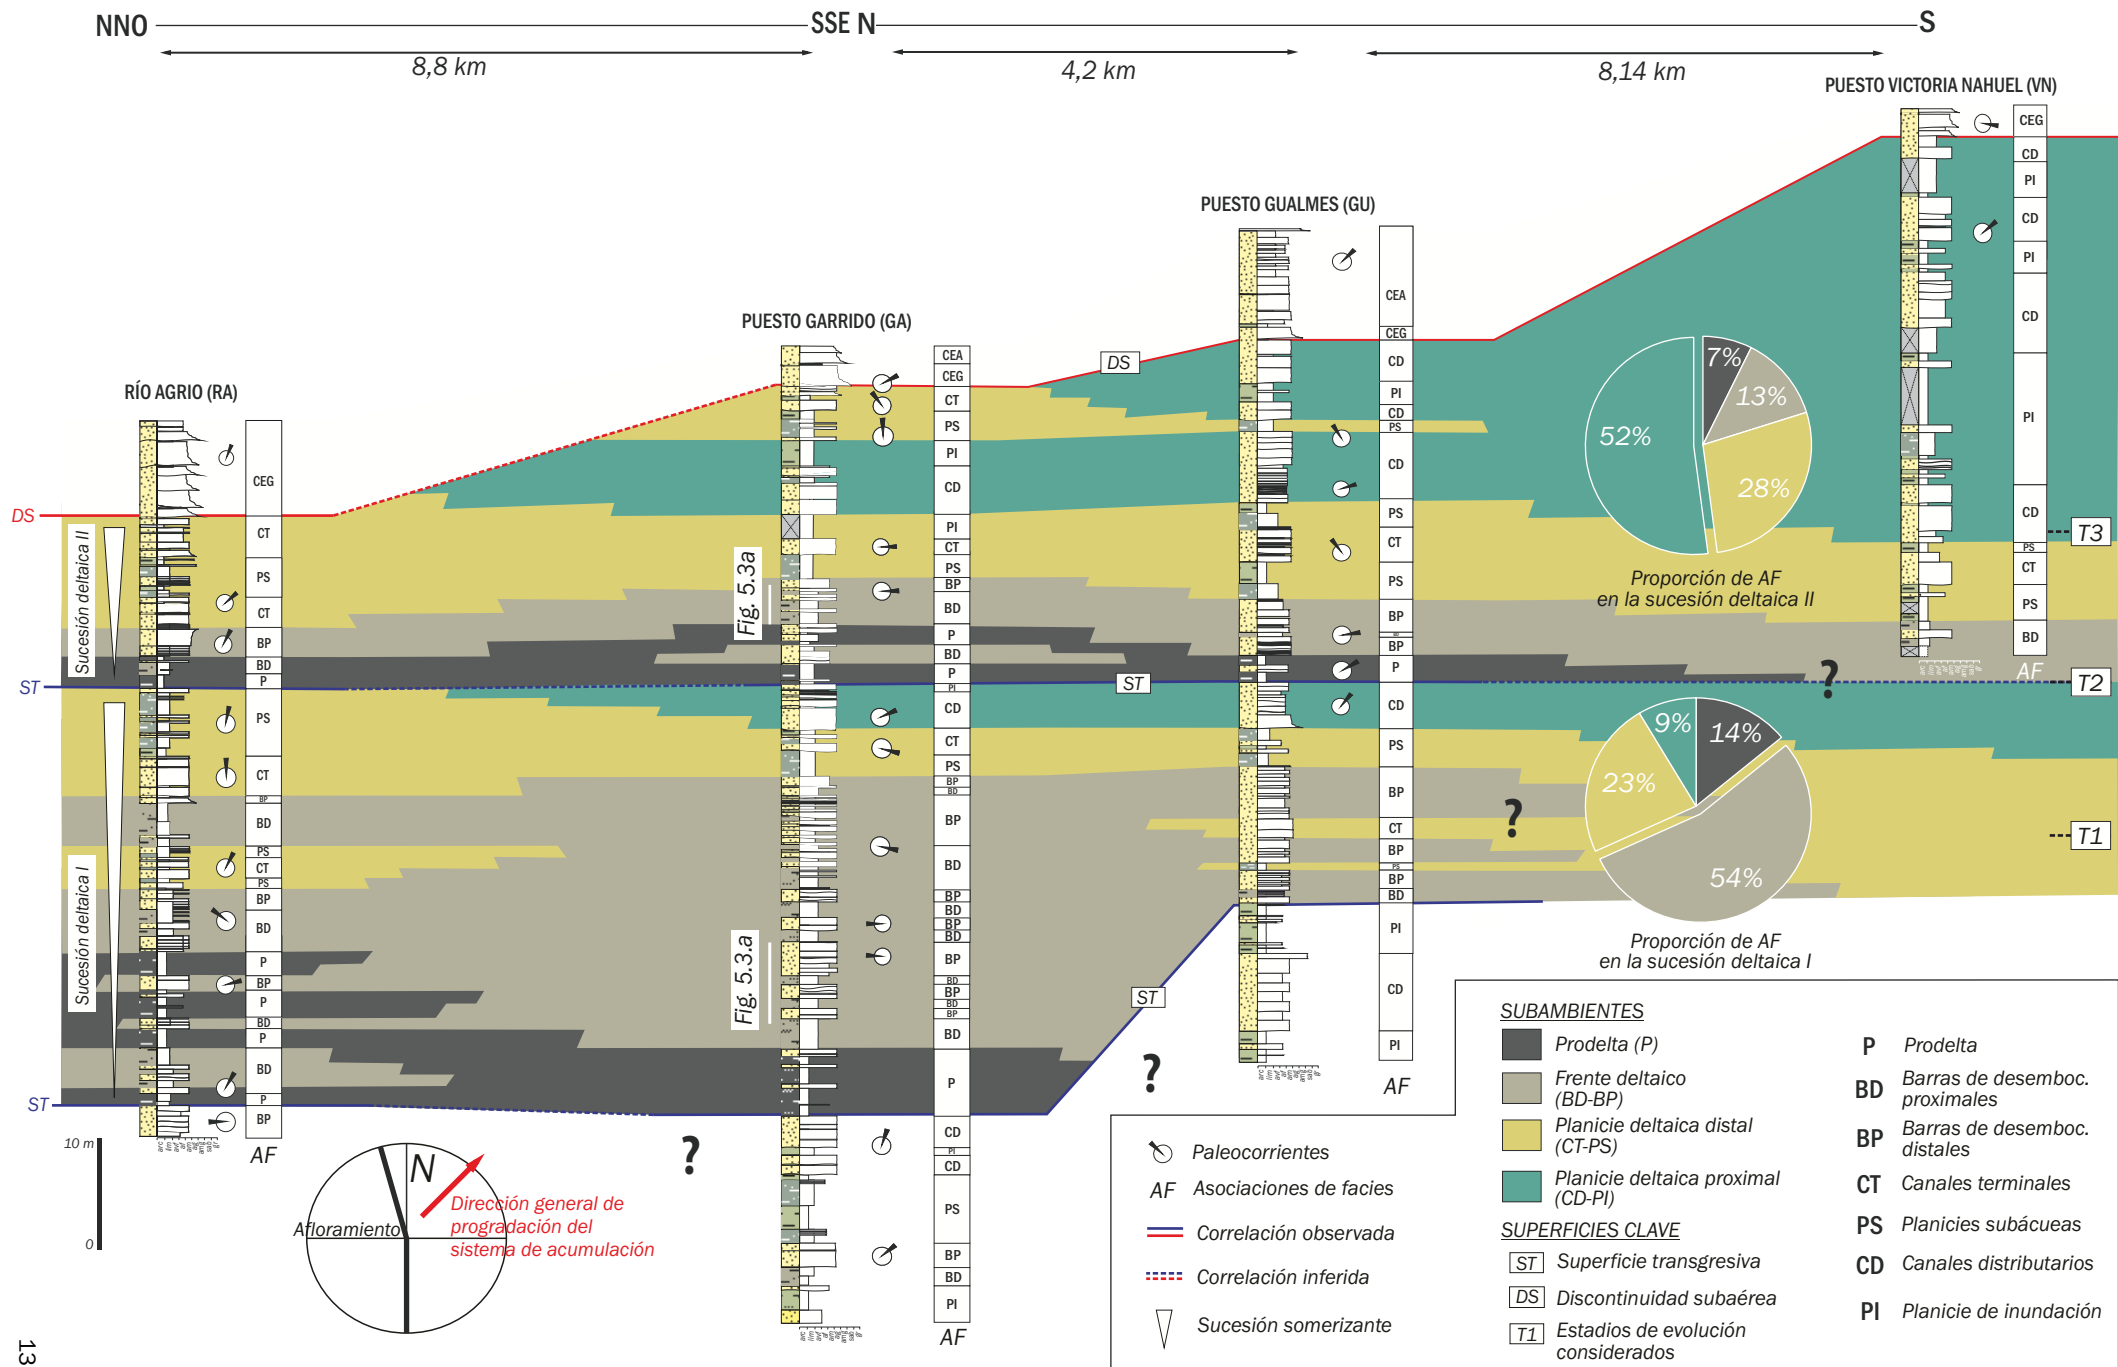 NNO
SSE N
S
8,8 km
4,2 km
8,14 km
PUESTO VICTORIA NAHUEL (VN)
PUESTO GUALMES (GU)
PUESTO GARRIDO (GA)
RÍO AGRIO (RA)
DS
ST
ST
Sucesión deltaica II
Sucesión deltaica I
CEG
CT
PS
CT
BP
BD
P
PS
CT
BP
BD
PS
CT
PS
BP
BD
P
BP
P
BD
P
BD
P
BP
AF
10 m
0
Fig. 5.3a
Fig. 5.3.a
CEA
CEG
CT
PS
PI
CD
PI
CT
PS
BP
BD
P
BD
P
PI
CD
CT
PS
BP
BD
BP
BD
BP
BD
BP
BD
BP
BD
BP
BD
BP
BD
P
CD
PI
CD
PS
BP
BD
PI
AF
DS
ST
ST
?
?
?
?
CEA
CEG
CD
PI
CD
PS
CD
PS
CT
PS
BP
BD
BP
P
CD
PS
BP
CT
BP
PS
BP
BD
PI
CD
PI
AF
CEG
CD
PI
CD
PI
CD
PI
CD
PS
CT
PS
BD
AF
T3
T2
T1
7%
13%
28%
52%
Proporción de AF
en la sucesión deltaica II
9%
14%
23%
54%
Proporción de AF
en la sucesión deltaica I
N
Afloramiento
Dirección general de
progradación del
sistema de acumulación
Paleocorrientes
AF Asociaciones de facies
Correlación observada
Correlación inferida
Sucesión somerizante
SUBAMBIENTES
Prodelta (P)
Frente deltaico
(BD-BP)
Planicie deltaica distal
(CT-PS)
Planicie deltaica proximal
(CD-PI)
SUPERFICIES CLAVE
ST Superficie transgresiva
DS Discontinuidad subaérea
T1 Estadios de evolución
considerados
P Prodelta
BD Barras de desemboc.
proximales
BP Barras de desemboc.
distales
CT Canales terminales
PS Planicies subácueas
CD Canales distributarios
PI Planicie de inundación
13